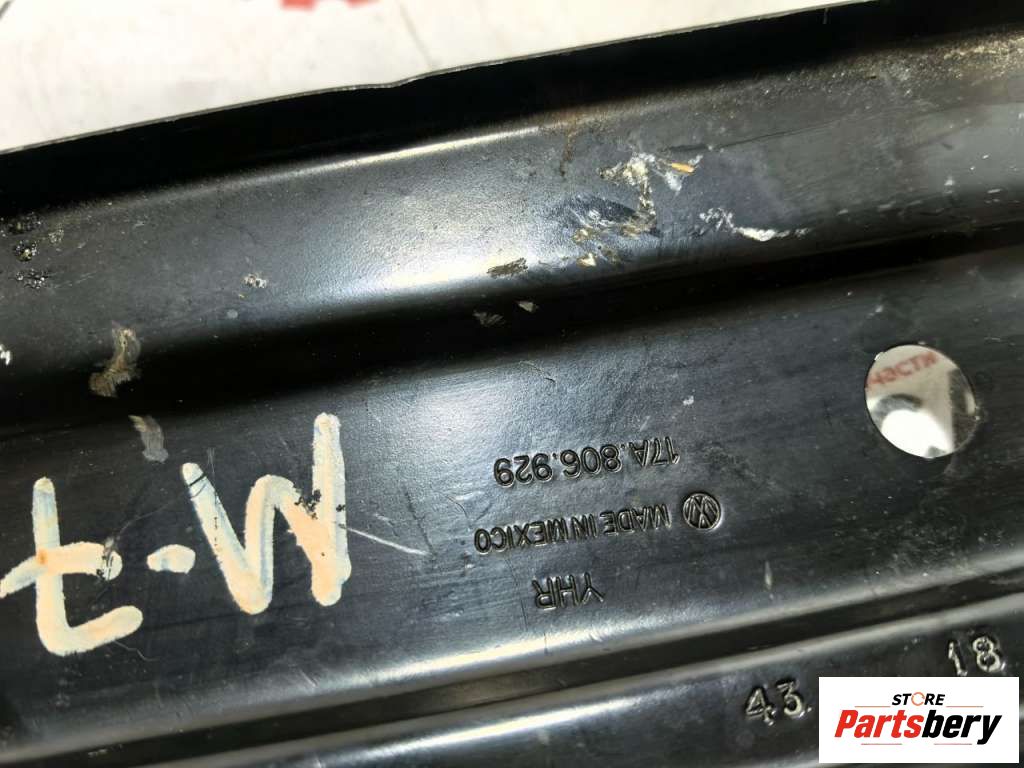 YHR
MADE IN MEXICO
17A.806.929
M-7
43. 18
STORE
Partsbery